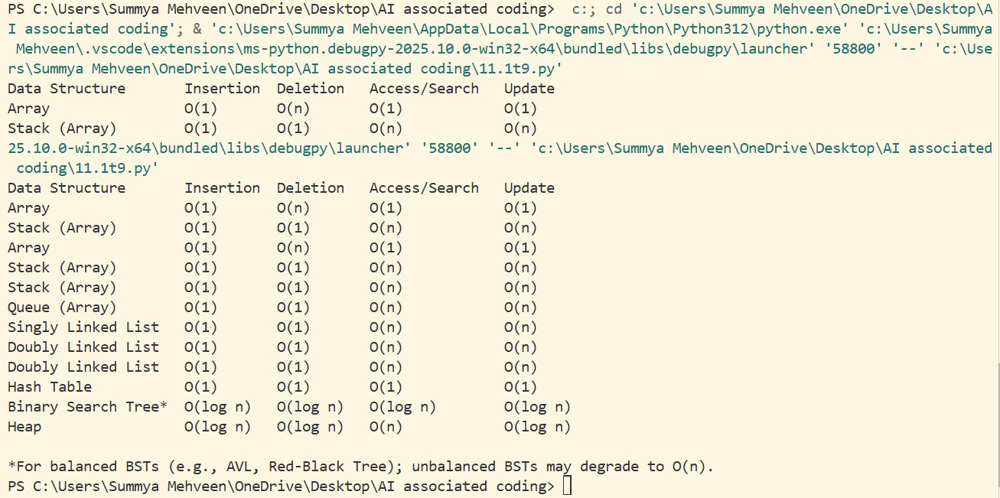 PS C:\Users\Summya Mehveen\OneDrive\Desktop\AI associated coding>  c:; cd 'c:\Users\Summya Mehveen\OneDrive\Desktop\A
I associated coding'; & 'c:\Users\Summya Mehveen\AppData\Local\Programs\Python\Python312\python.exe' 'c:\Users\Summya
 Mehveen\.vscode\extensions\ms-python.debugpy-2025.10.0-win32-x64\bundled\libs\debugpy\launcher' '58800' '--' 'c:\Use
rs\Summya Mehveen\OneDrive\Desktop\AI associated coding\11.1t9.py'
Data Structure       Insertion  Deletion   Access/Search   Update
Array                O(1)       O(n)       O(1)            O(1)
Stack (Array)        O(1)       O(1)       O(n)            O(n)
25.10.0-win32-x64\bundled\libs\debugpy\launcher' '58800' '--' 'c:\Users\Summya Mehveen\OneDrive\Desktop\AI associated
 coding\11.1t9.py'
Data Structure       Insertion  Deletion   Access/Search   Update
Array                O(1)       O(n)       O(1)            O(1)
Stack (Array)        O(1)       O(1)       O(n)            O(n)
Array                O(1)       O(n)       O(1)            O(1)
Stack (Array)        O(1)       O(1)       O(n)            O(n)
Stack (Array)        O(1)       O(1)       O(n)            O(n)
Queue (Array)        O(1)       O(1)       O(n)            O(n)
Singly Linked List   O(1)       O(1)       O(n)            O(n)
Doubly Linked List   O(1)       O(1)       O(n)            O(n)
Doubly Linked List   O(1)       O(1)       O(n)            O(n)
Hash Table           O(1)       O(1)       O(1)            O(1)
Binary Search Tree*  O(log n)   O(log n)   O(log n)        O(log n)
Heap                 O(log n)   O(log n)   O(n)            O(log n)

*For balanced BSTs (e.g., AVL, Red-Black Tree); unbalanced BSTs may degrade to O(n).
PS C:\Users\Summya Mehveen\OneDrive\Desktop\AI associated coding>